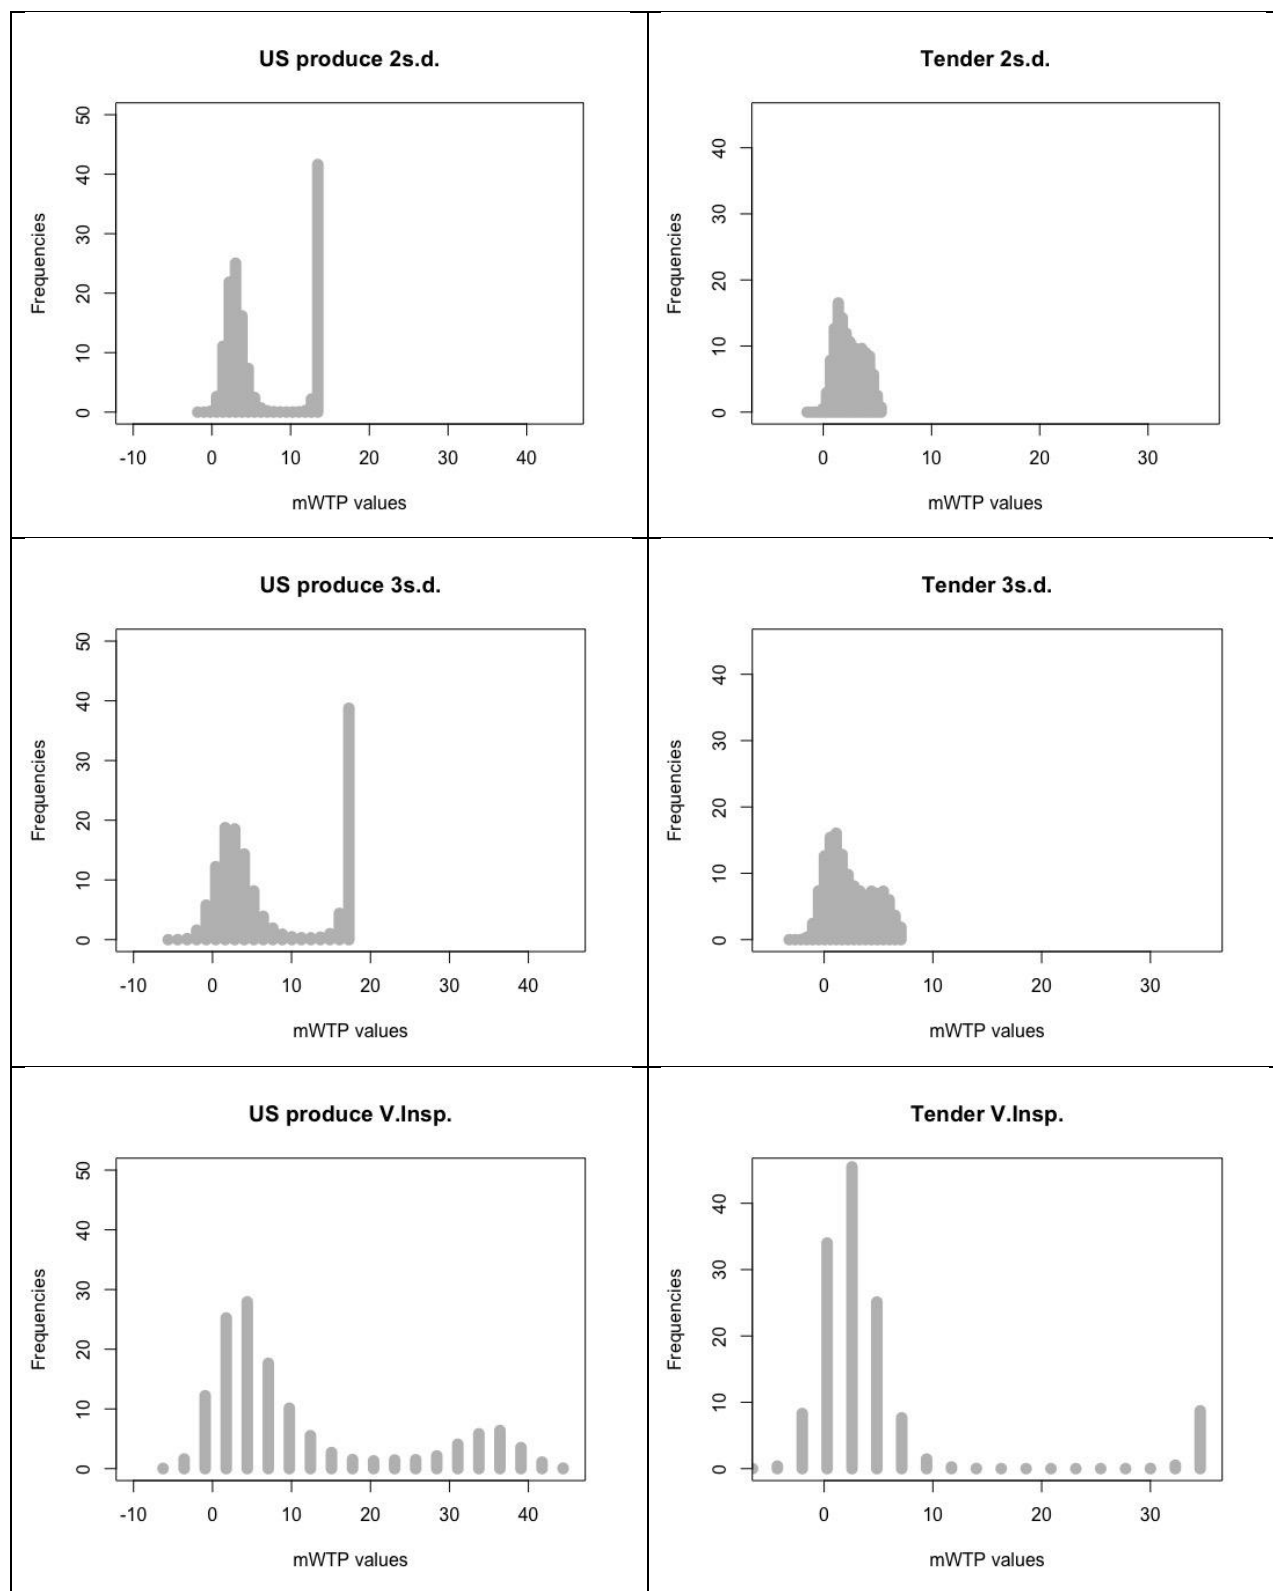 US produce 2s.d.
Frequencies
50
40
30
20
10
0
-10 0 10 20 30 40
mWTP values
Tender 2s.d.
Frequencies
40
30
20
10
0
0 10 20 30
mWTP values
US produce 3s.d.
Frequencies
50
40
30
20
10
0
-10 0 10 20 30 40
mWTP values
Tender 3s.d.
Frequencies
40
30
20
10
0
0 10 20 30
mWTP values
US produce V.Insp.
Frequencies
50
40
30
20
10
0
-10 0 10 20 30 40
mWTP values
Tender V.Insp.
Frequencies
40
30
20
10
0
0 10 20 30
mWTP values